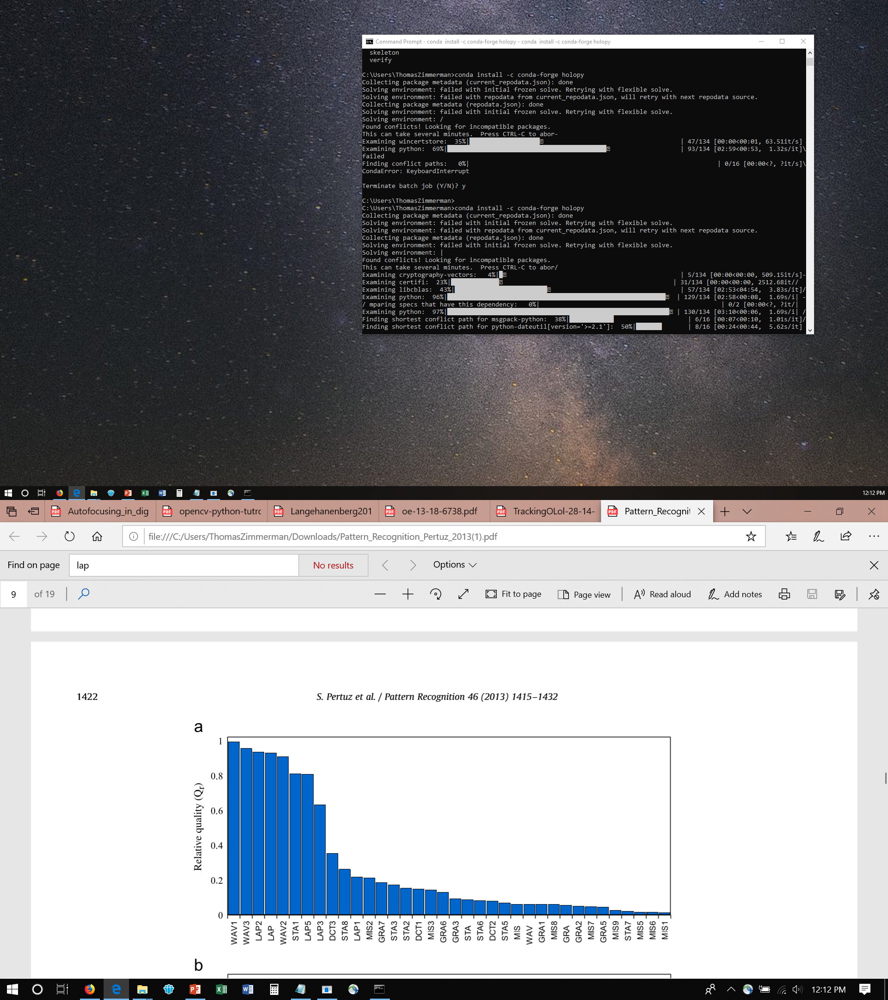 Command Prompt - conda  install -c conda-forge holopy - conda  install -c conda-forge holopy
skeleton
verify
C:\Users\ThomasZimmerman>conda install -c conda-forge holopy
Collecting package metadata (current_repodata.json): done
Solving environment: failed with initial frozen solve. Retrying with flexible solve.
Solving environment: failed with repodata from current_repodata.json, will retry with next repodata source.
Collecting package metadata (repodata.json): done
Solving environment: failed with initial frozen solve. Retrying with flexible solve.
Solving environment: /
Found conflicts! Looking for incompatible packages.
This can take several minutes.  Press CTRL-C to abor-
Examining wincertstore:  35%| | 47/134 [00:00<00:01, 63.51it/s]
Examining python:  69%| | 93/134 [02:59<00:53,  1.32s/it]\
failed
Finding conflict paths:   0%| | 0/16 [00:00<?, ?it/s]\
CondaError: KeyboardInterrupt
Terminate batch job (Y/N)? y
C:\Users\ThomasZimmerman>
C:\Users\ThomasZimmerman>conda install -c conda-forge holopy
Collecting package metadata (current_repodata.json): done
Solving environment: failed with initial frozen solve. Retrying with flexible solve.
Solving environment: failed with repodata from current_repodata.json, will retry with next repodata source.
Collecting package metadata (repodata.json): done
Solving environment: failed with initial frozen solve. Retrying with flexible solve.
Solving environment: |
Found conflicts! Looking for incompatible packages.
This can take several minutes.  Press CTRL-C to abor/
Examining cryptography-vectors:   4%| | 5/134 [00:00<00:00, 509.15it/s]-
Examining certifi:  23%| | 31/134 [00:00<00:00, 2512.68it//
Examining libcblas:  43%| | 57/134 [02:53<04:54,  3.83s/it]/
Examining python:  96%| | 129/134 [02:58<00:08,  1.69s/i| -
/ mparing specs that have this dependency:   0%| | 0/2 [00:00<?, ?it/|
Examining python:  97%| | 130/134 [03:10<00:06,  1.69s/i| /
Finding shortest conflict path for msgpack-python:  38%| | 6/16 [00:07<00:10,  1.01s/it]/
Finding shortest conflict path for python-dateutil[version='>=2.1']:  50%| | 8/16 [00:24<00:44,  5.62s/it]
12:12 PM
Autofocusing_in_dig
opencv-python-tutrc
Langehanenberg201
oe-13-18-6738.pdf
TrackingOLol-28-14-
Pattern_Recognit
file:///C:/Users/ThomasZimmerman/Downloads/Pattern_Recognition_Pertuz_2013(1).pdf
Find on page
lap
No results
Options
9
of 19
Fit to page
Page view
Read aloud
Add notes
1422
S. Pertuz et al. / Pattern Recognition 46 (2013) 1415–1432
a
1
0.8
0.6
0.4
0.2
0
Relative quality (Qr)
WAV1
WAV3
LAP2
LAP
WAV2
STA1
LAP5
LAP3
DCT3
STA8
LAP1
MIS2
GRA7
STA3
STA2
DCT1
MIS3
GRA6
GRA3
STA
STA6
DCT2
STA5
MIS
WAV
GRA1
MIS8
GRA
GRA2
MIS7
GRA5
MIS9
STA7
MIS5
MIS6
MIS1
b
12:12 PM